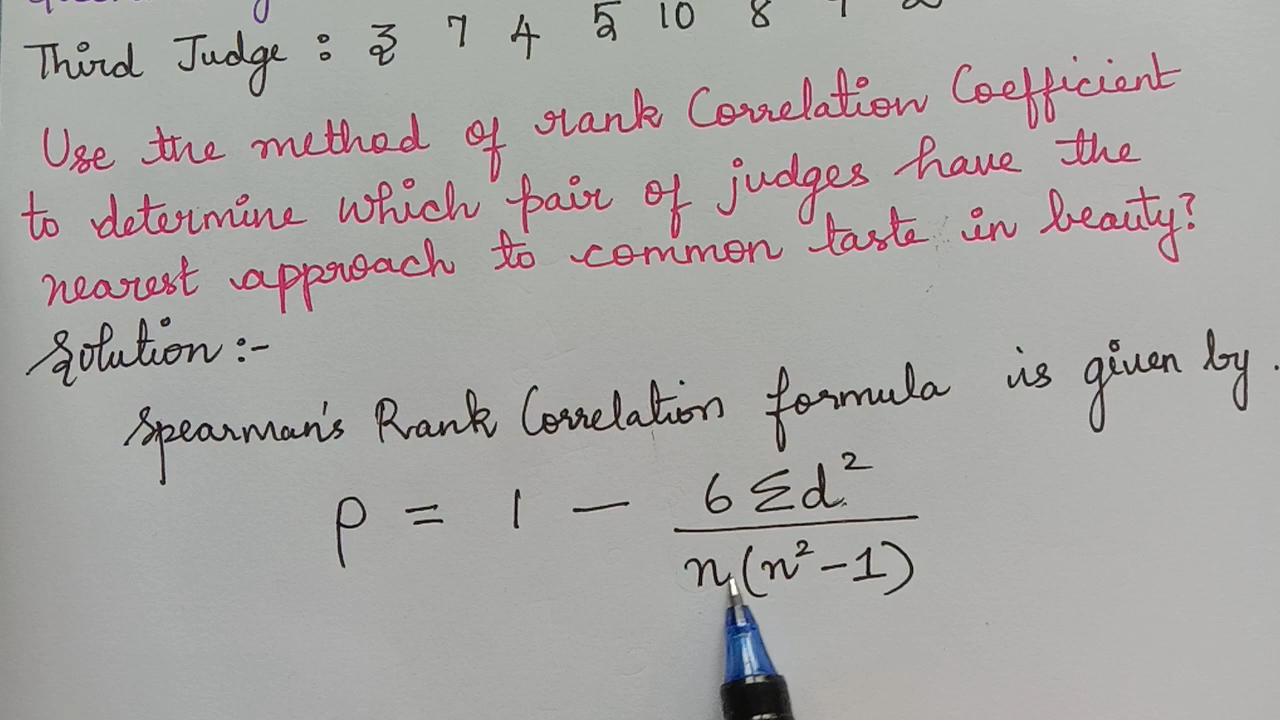 Third Judge : 3 7 4 5 10 8
Use the method of rank Correlation Coefficient
to determine which pair of judges have the
nearest approach to common taste in beauty?
Solution :-
Spearman's Rank Correlation formula is given by.
ρ = 1 - 6 Σd² / n(n²-1)